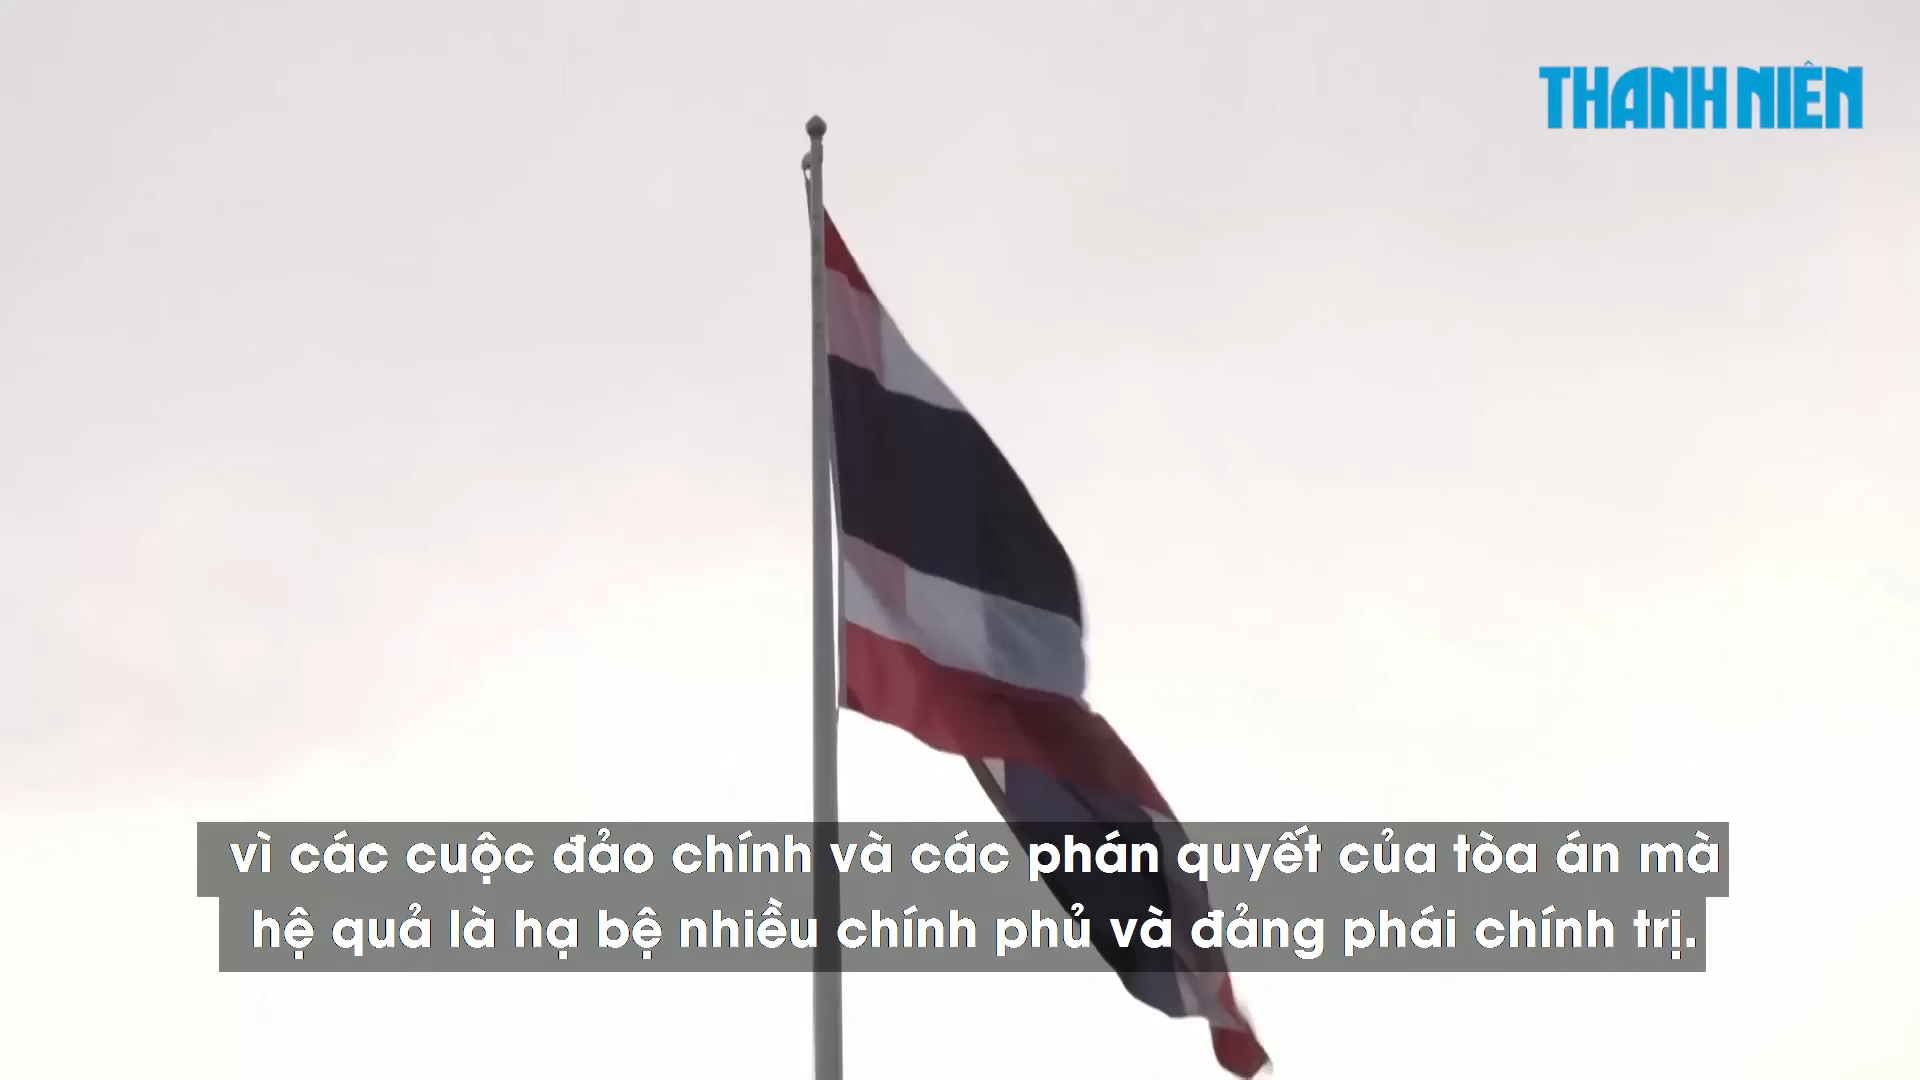 THANH NIÊN
vì các cuộc đảo chính và các phán quyết của tòa án mà
hệ quả là hạ bệ nhiều chính phủ và đảng phái chính trị.